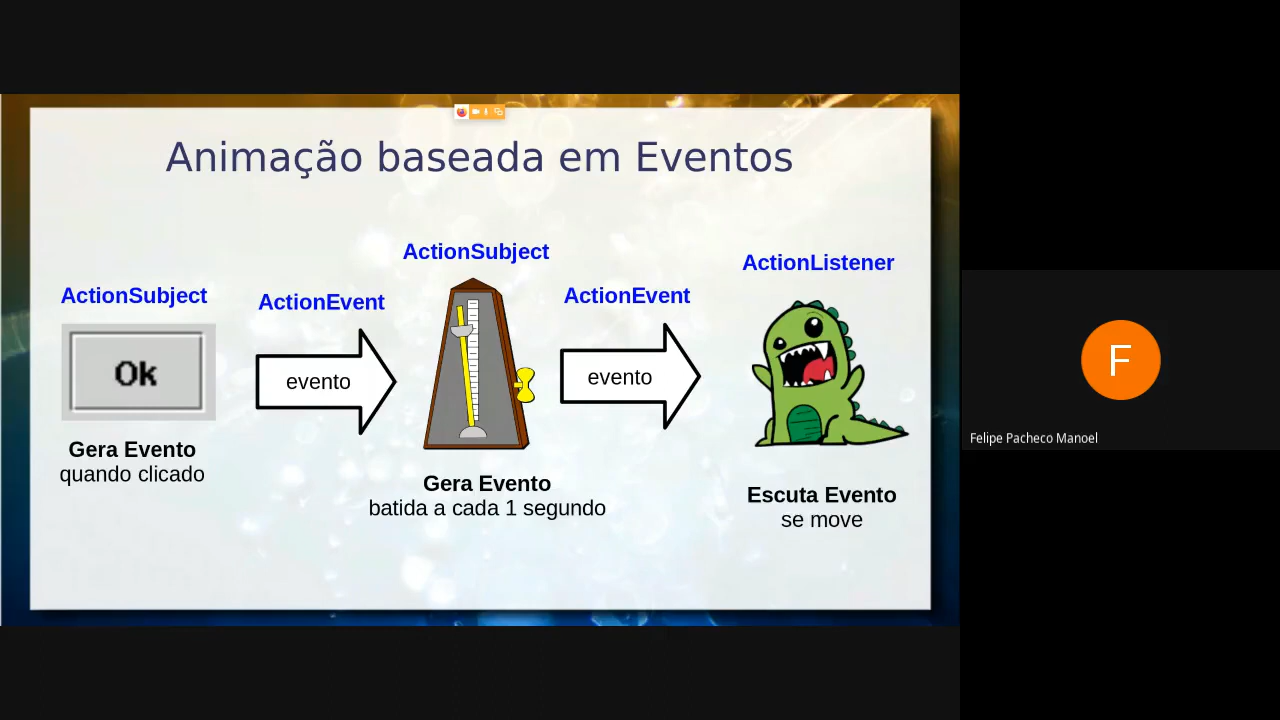 Animação baseada em Eventos
ActionSubject
ActionEvent
ActionSubject
ActionEvent
ActionListener
Ok
evento
evento
Gera Evento
quando clicado
Gera Evento
batida a cada 1 segundo
Escuta Evento
se move
F
Felipe Pacheco Manoel